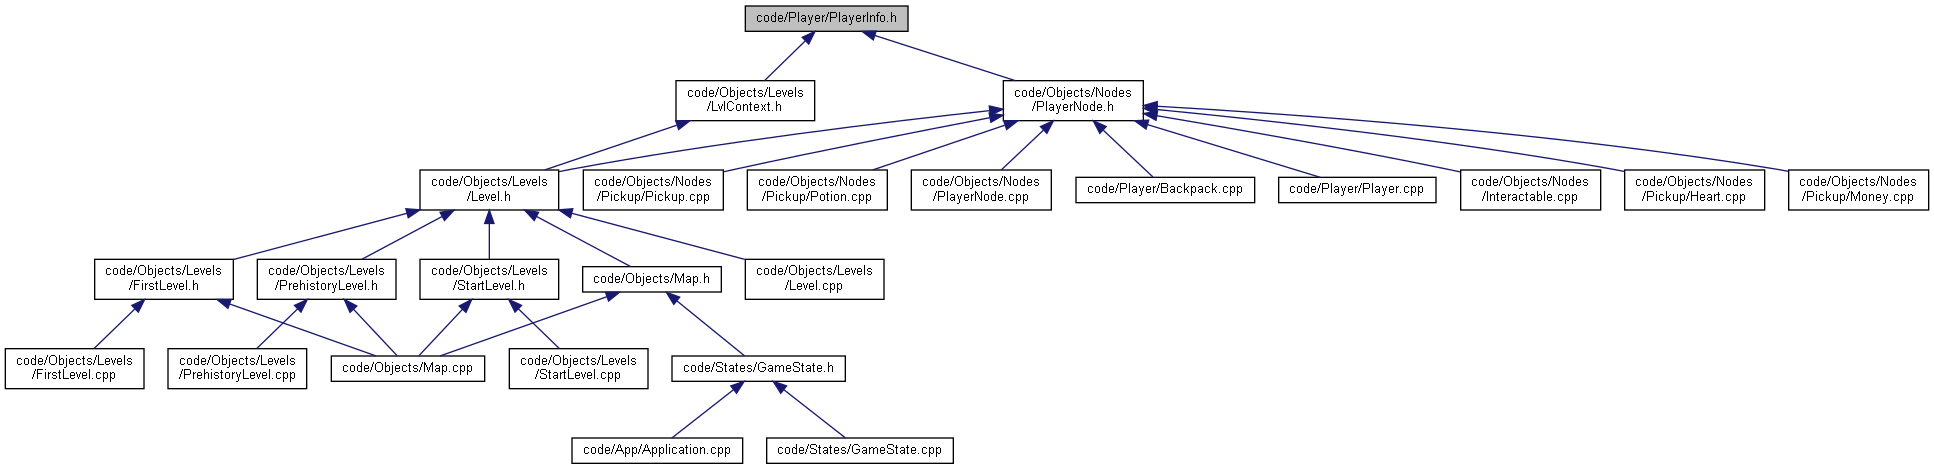 code/Player/PlayerInfo.h
code/Objects/Levels
/LvlContext.h
code/Objects/Nodes
/PlayerNode.h
code/Objects/Levels
/Level.h
code/Objects/Nodes
/Pickup/Pickup.cpp
code/Objects/Nodes
/Pickup/Potion.cpp
code/Objects/Nodes
/PlayerNode.cpp
code/Player/Backpack.cpp
code/Player/Player.cpp
code/Objects/Nodes
/Interactable.cpp
code/Objects/Nodes
/Pickup/Heart.cpp
code/Objects/Nodes
/Pickup/Money.cpp
code/Objects/Levels
/FirstLevel.h
code/Objects/Levels
/PrehistoryLevel.h
code/Objects/Levels
/StartLevel.h
code/Objects/Map.h
code/Objects/Levels
/Level.cpp
code/Objects/Levels
/FirstLevel.cpp
code/Objects/Levels
/PrehistoryLevel.cpp
code/Objects/Map.cpp
code/Objects/Levels
/StartLevel.cpp
code/States/GameState.h
code/App/Application.cpp
code/States/GameState.cpp